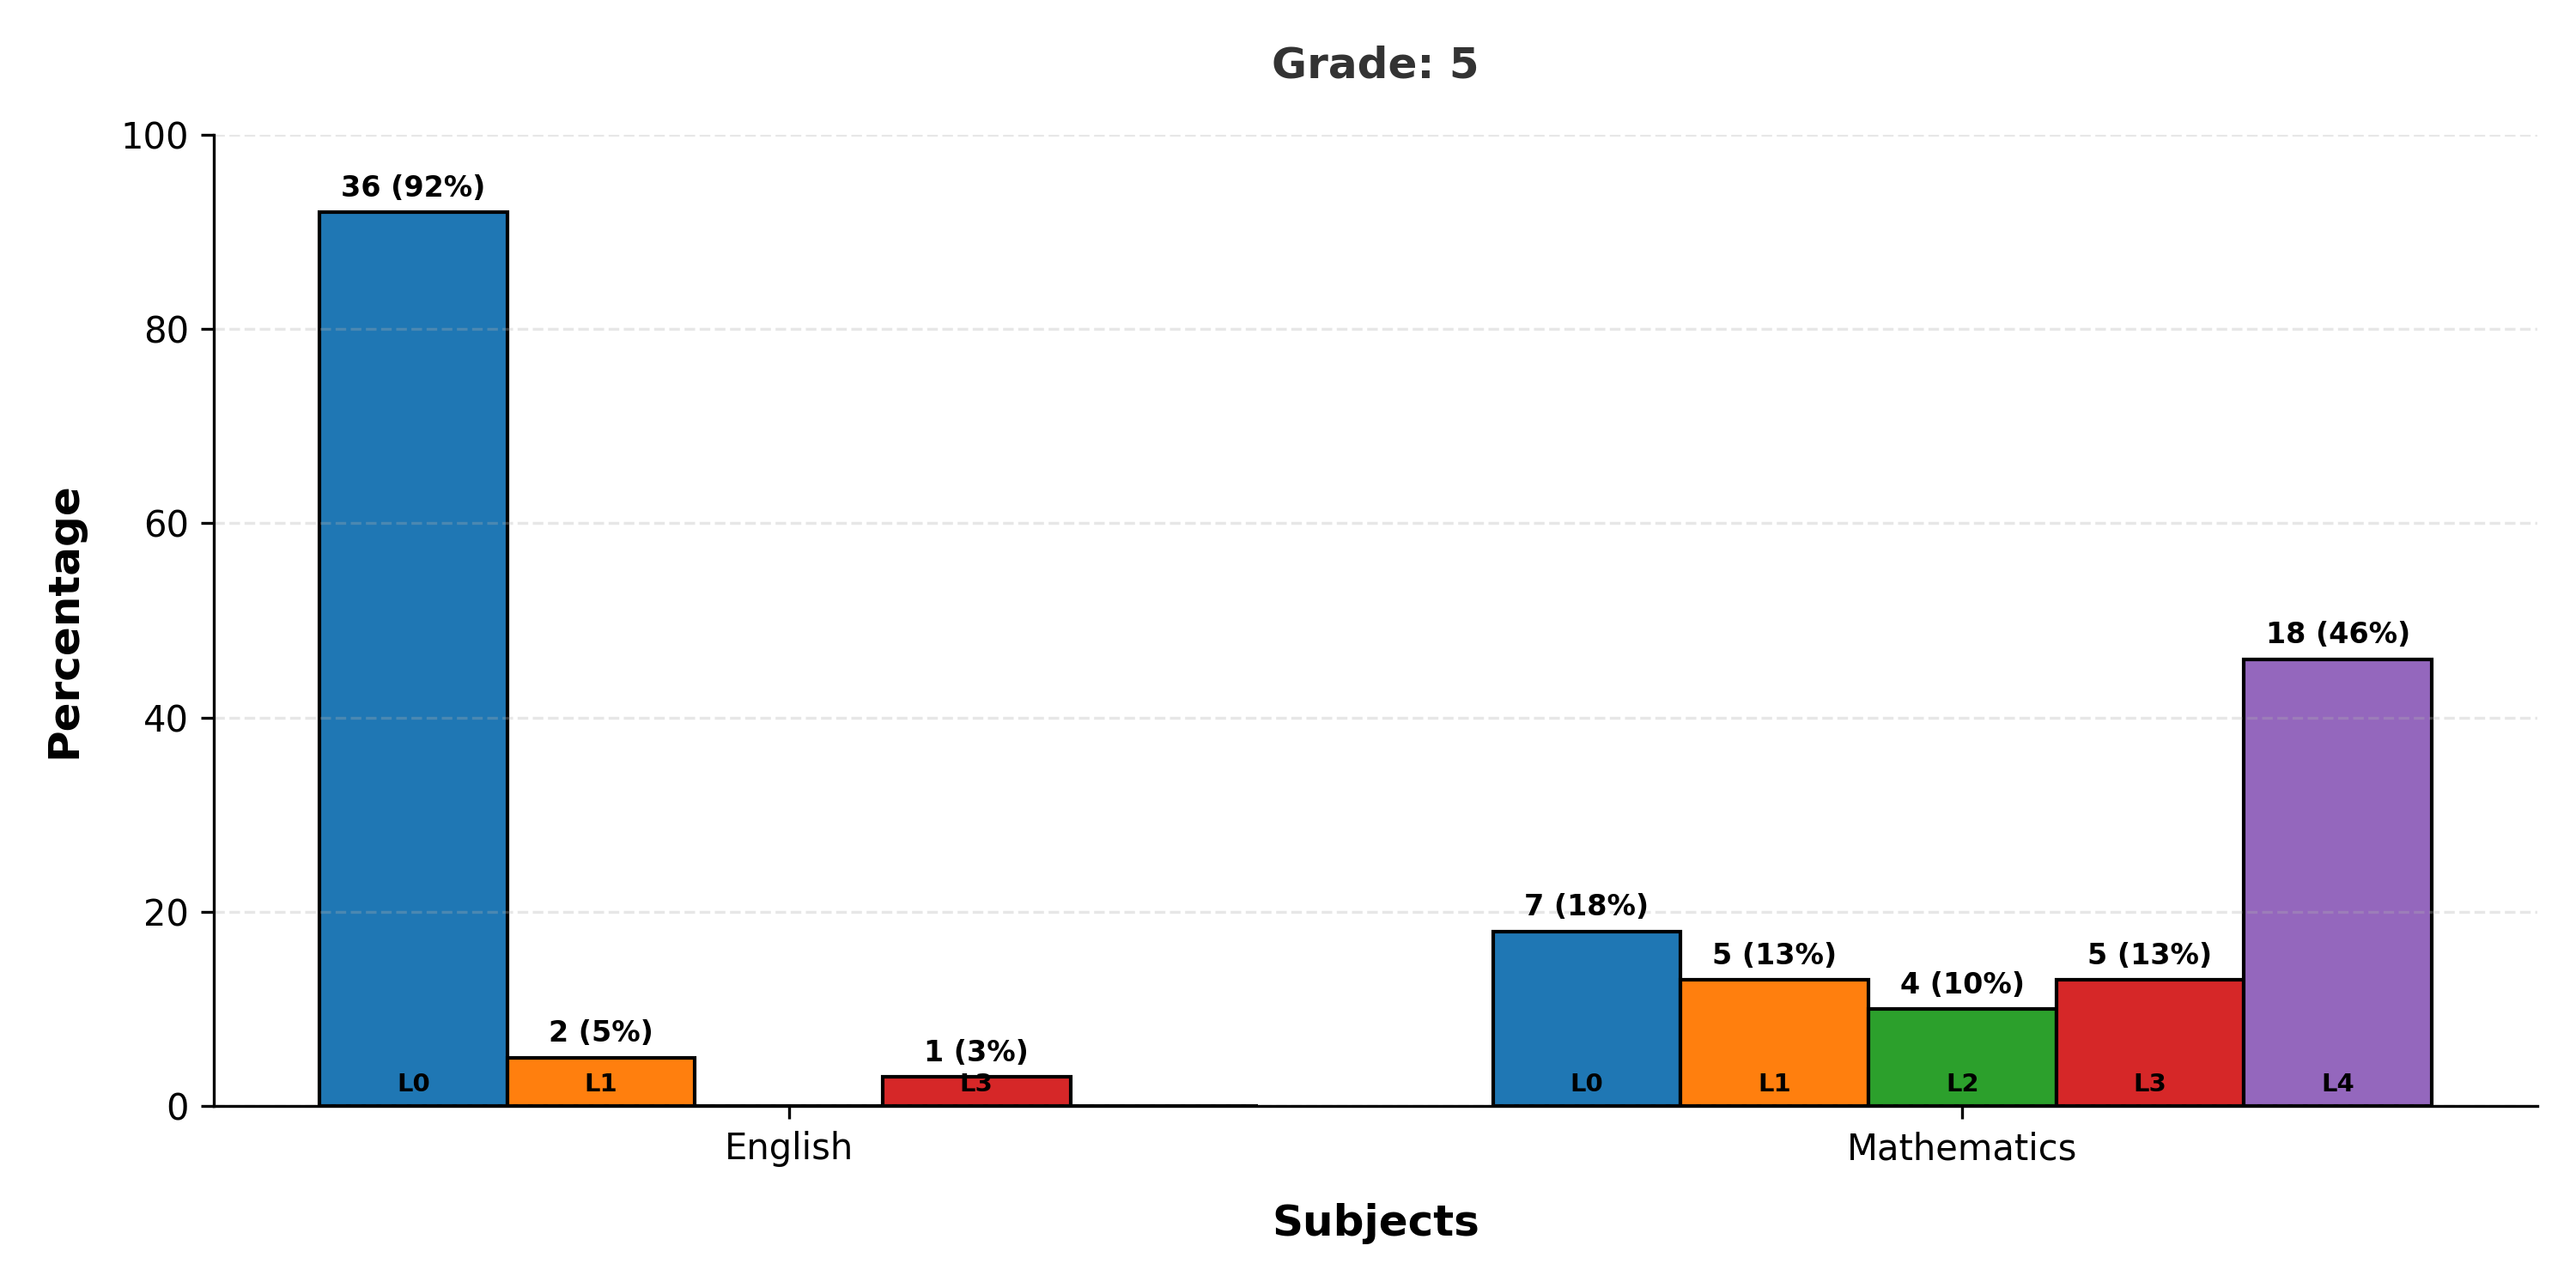 Grade: 5
Percentage
100
80
60
40
20
0
36 (92%)
2 (5%)
1 (3%)
7 (18%)
5 (13%)
4 (10%)
5 (13%)
18 (46%)
L0
L1
L3
L0
L1
L2
L3
L4
English
Mathematics
Subjects